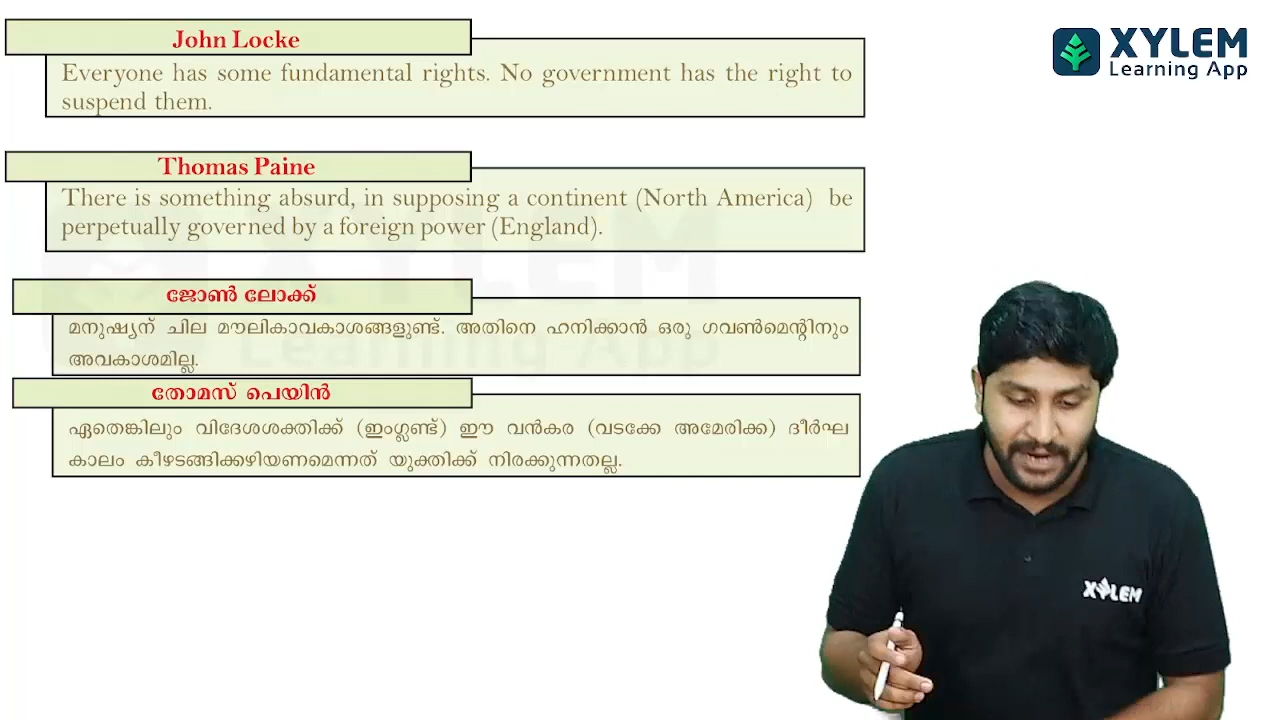 John Locke
Everyone has some fundamental rights. No government has the right to
suspend them.
Thomas Paine
There is something absurd, in supposing a continent (North America) be
perpetually governed by a foreign power (England).
ജോൺ ലോക്ക്
മനുഷ്യന് ചില മൗലികാവകാശങ്ങളുണ്ട്. അതിനെ ഹനിക്കാൻ ഒരു ഗവൺമെന്റിനും
അവകാശമില്ല.
തോമസ് പെയിൻ
ഏതെങ്കിലും വിദേശശക്തിക്ക് (ഇംഗ്ലണ്ട്) ഈ വൻകര (വടക്കേ അമേരിക്ക) ദീർഘ
കാലം കീഴടങ്ങിക്കഴിയണമെന്നത് യുക്തിക്ക് നിരക്കുന്നതല്ല.
XYLEM
Learning App
XYLEM
Learning App
XYLEM